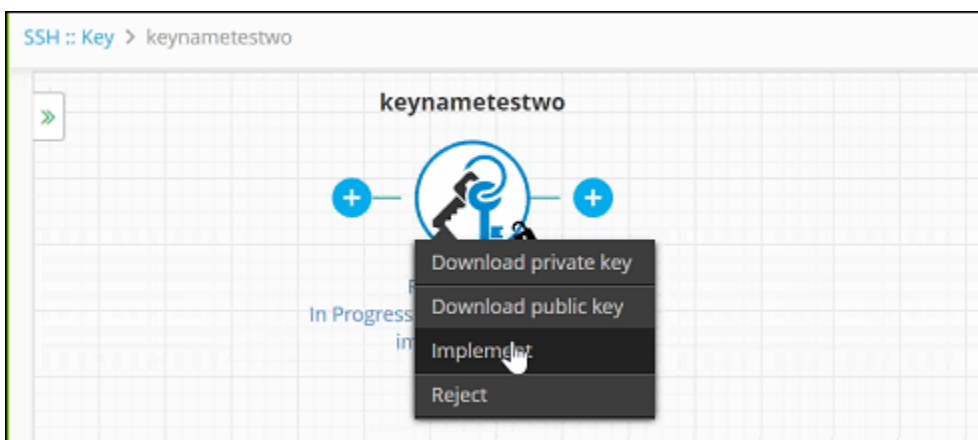 SSH :: Key > keynametestwo
keynametestwo
Download private key
In Progress
Download public key
Implement
Reject